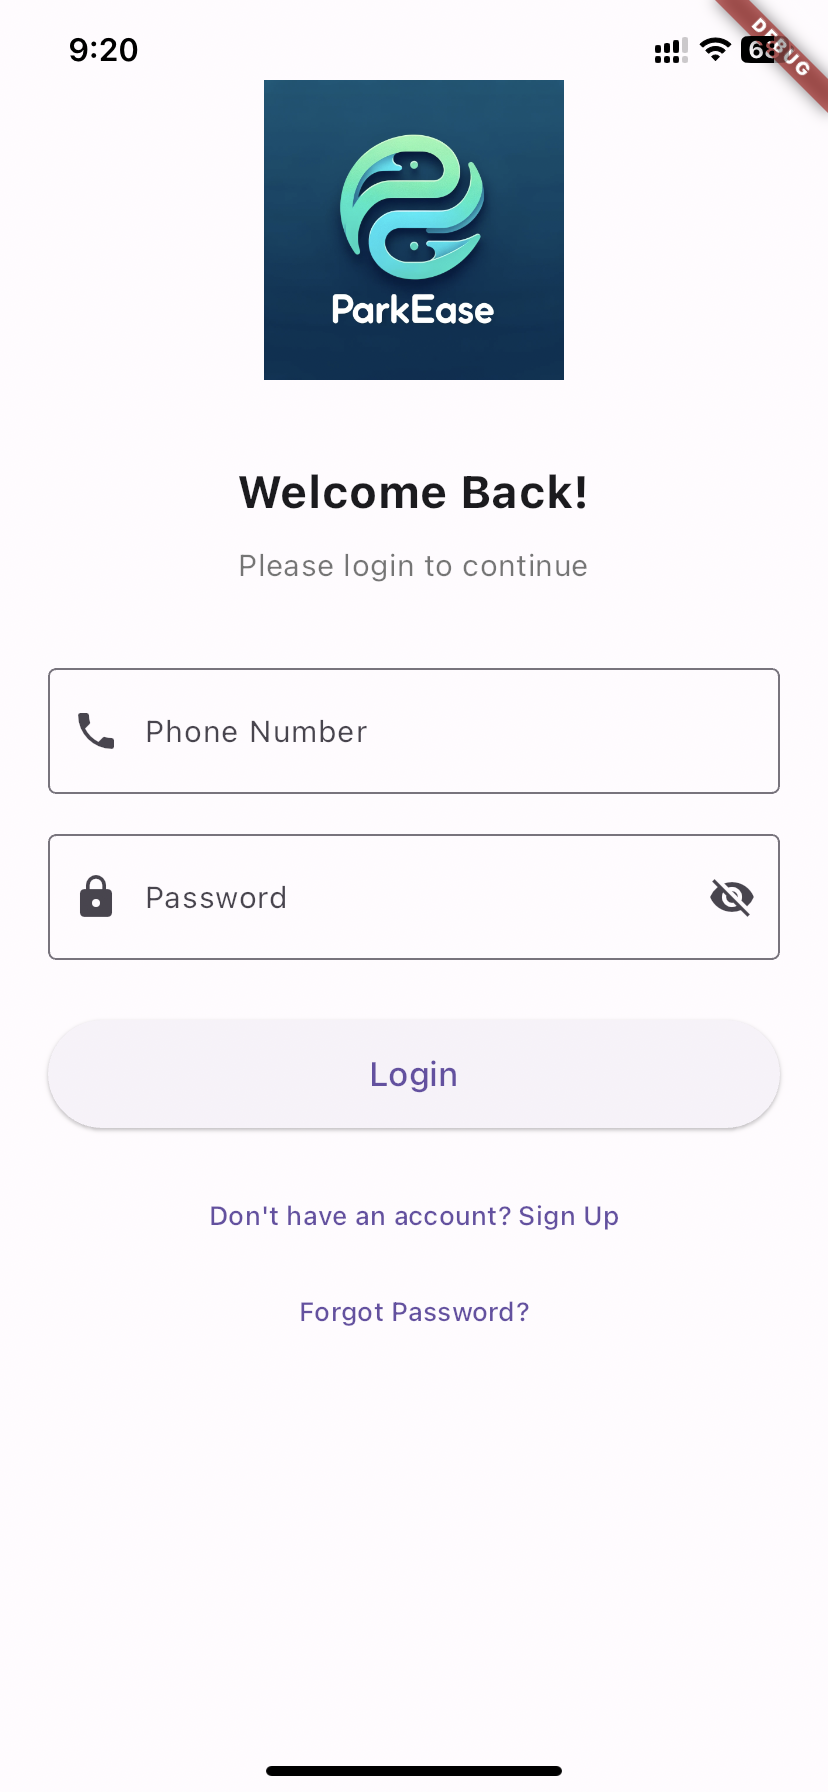 9:20
DEBUG
ParkEase
Welcome Back!
Please login to continue
Phone Number
Password
Login
Don't have an account? Sign Up
Forgot Password?